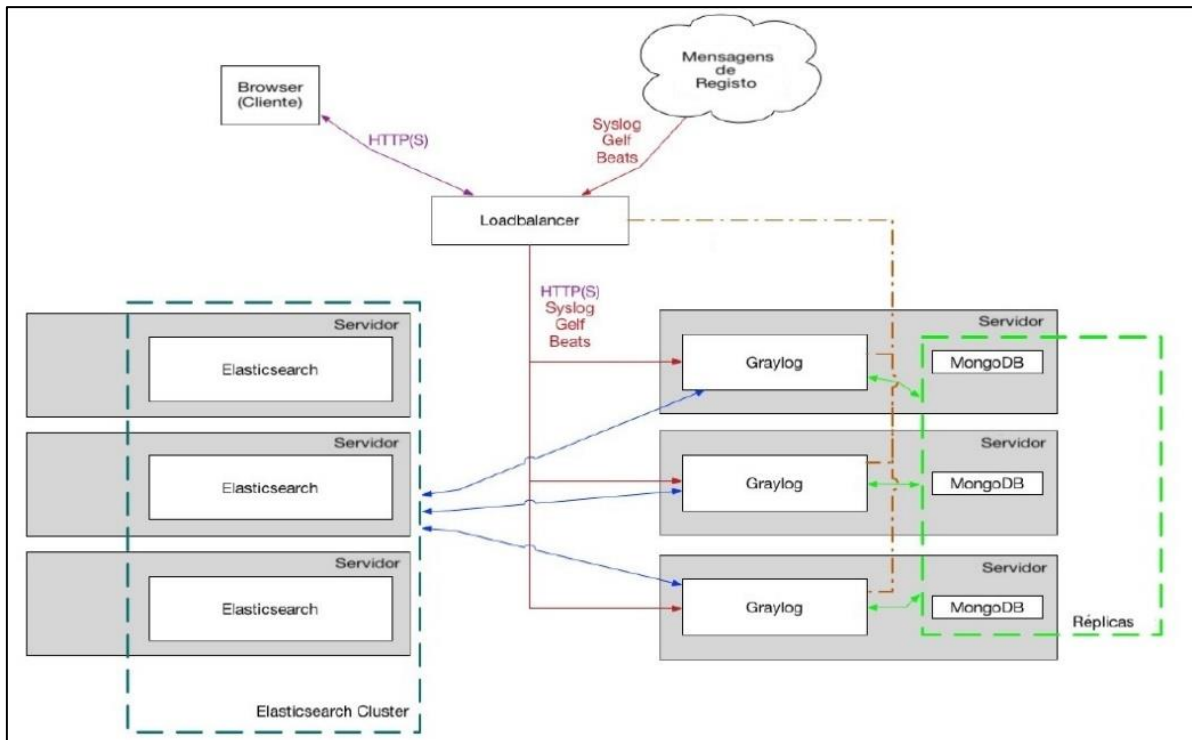 Mensagens
de
Registo
Browser
(Cliente)
HTTP(S)
Syslog
Gelf
Beats
Loadbalancer
HTTP(S)
Syslog
Gelf
Beats
Servidor
Elasticsearch
Servidor
Elasticsearch
Servidor
Elasticsearch
Elasticsearch Cluster
Servidor
Graylog
MongoDB
Servidor
Graylog
MongoDB
Servidor
Graylog
MongoDB
Réplicas